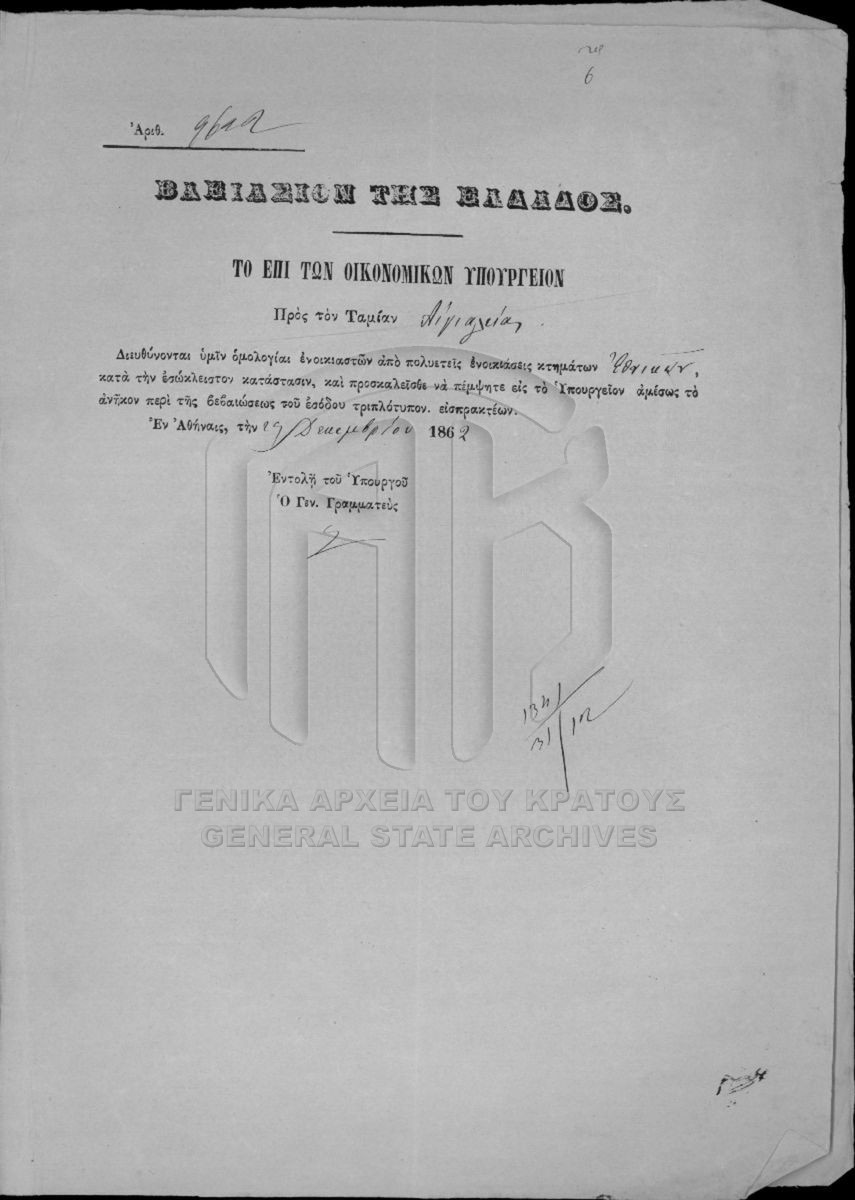 6
Ἀριθ.
ΒΑΣΙΛΕΙΟΝ ΤΗΣ ΕΛΛΑΔΟΣ.
ΤΟ ΕΠΙ ΤΩΝ ΟΙΚΟΝΟΜΙΚΩΝ ΥΠΟΥΡΓΕΙΟΝ
Πρὸς τὸν Ταμίαν Αἰγιαλείας.
Διευθύνονται ὑμῖν ὁμολογίαι ἐνοικιαστῶν ἀπὸ πολυετεῖς ἐνοικιάσεις κτημάτων Ἐθνικῶν,
κατὰ τὴν ἐσώκλειστον κατάστασιν, καὶ προσκαλεῖσθε νὰ πέμψητε εἰς τὸ Ὑπουργεῖον ἀμέσως τὸ
ἀνῆκον περὶ τῆς βεβαιώσεως τοῦ ἐσόδου τριπλότυπον. εἰσπρακτέων.
Ἐν Ἀθήναις, τὴν 29 Δεκεμβρίου 1862
Ἐντολῇ τοῦ Ὑπουργοῦ
Ὁ Γεν. Γραμματεὺς
31/12
ΓΕΝΙΚΑ ΑΡΧΕΙΑ ΤΟΥ ΚΡΑΤΟΥΣ
GENERAL STATE ARCHIVES